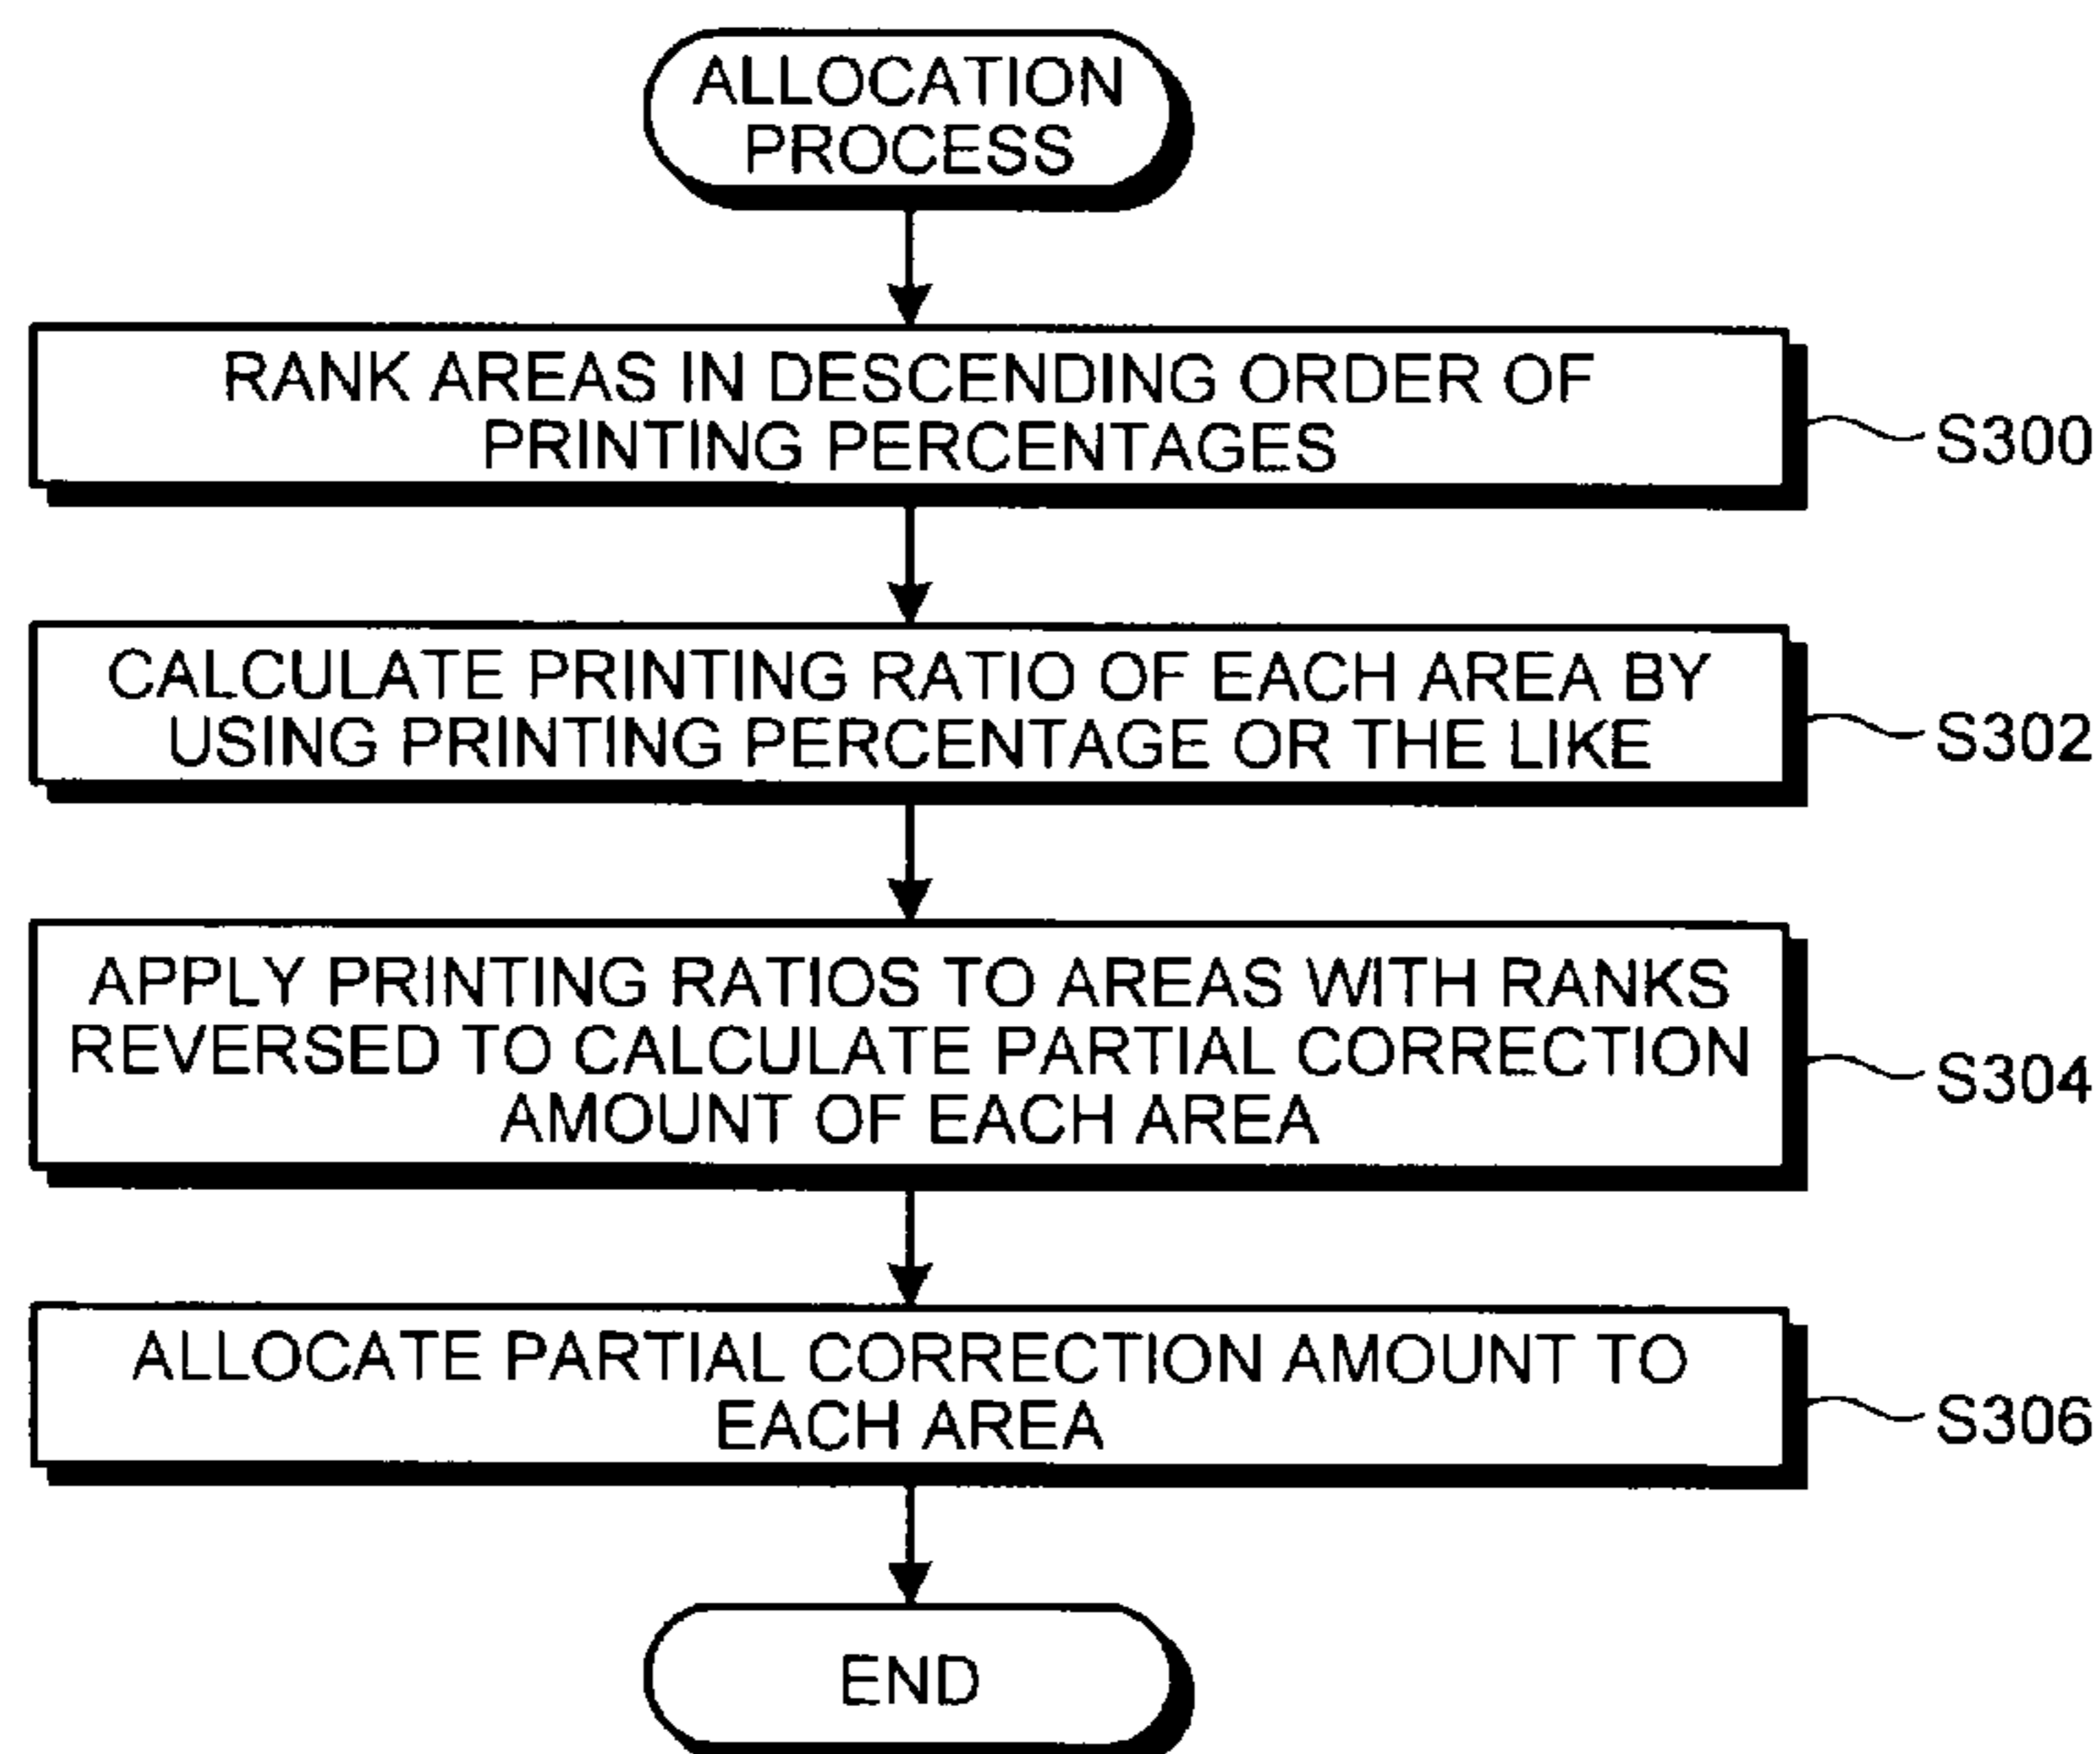 ALLOCATION
PROCESS
RANK AREAS IN DESCENDING ORDER OF
PRINTING PERCENTAGES
S300
CALCULATE PRINTING RATIO OF EACH AREA BY
USING PRINTING PERCENTAGE OR THE LIKE
S302
APPLY PRINTING RATIOS TO AREAS WITH RANKS
REVERSED TO CALCULATE PARTIAL CORRECTION
AMOUNT OF EACH AREA
S304
ALLOCATE PARTIAL CORRECTION AMOUNT TO
EACH AREA
S306
END